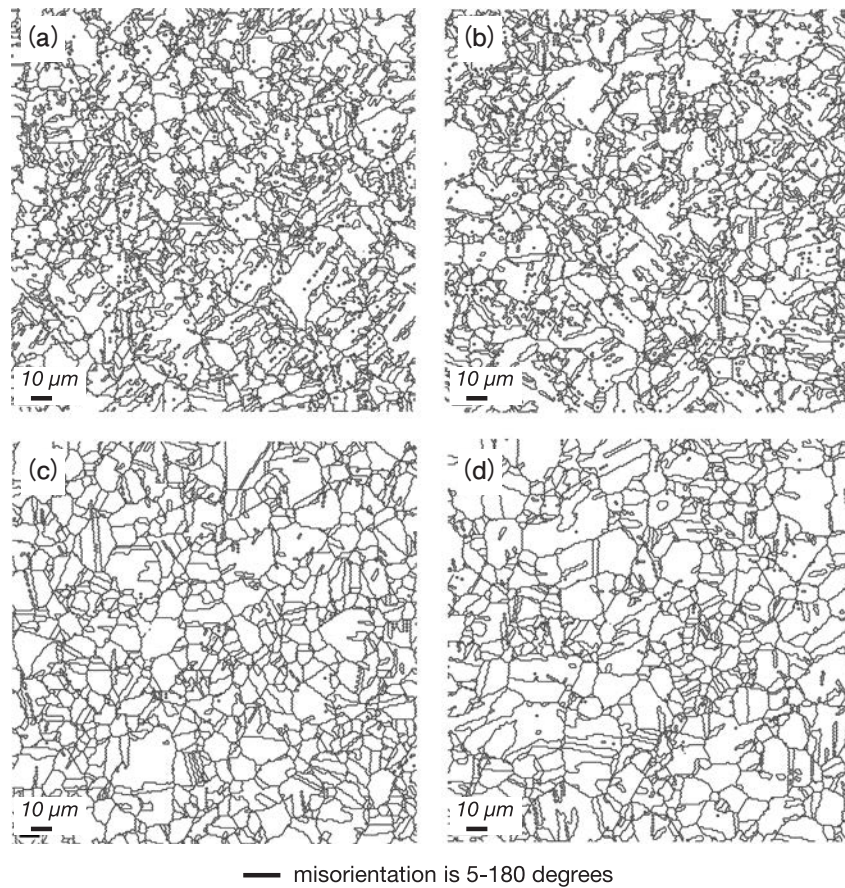 (a)
(b)
10 μm
10 μm
(c)
(d)
10 μm
10 μm
misorientation is 5-180 degrees